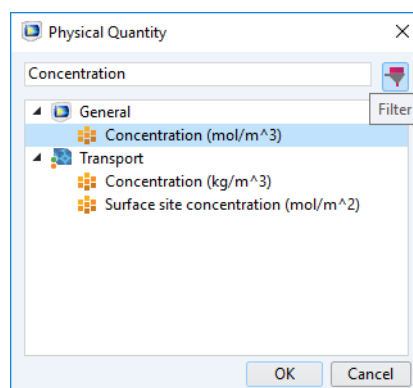 Physical Quantity
Concentration
Filter
General
Concentration (mol/m^3)
Transport
Concentration (kg/m^3)
Surface site concentration (mol/m^2)
OK Cancel